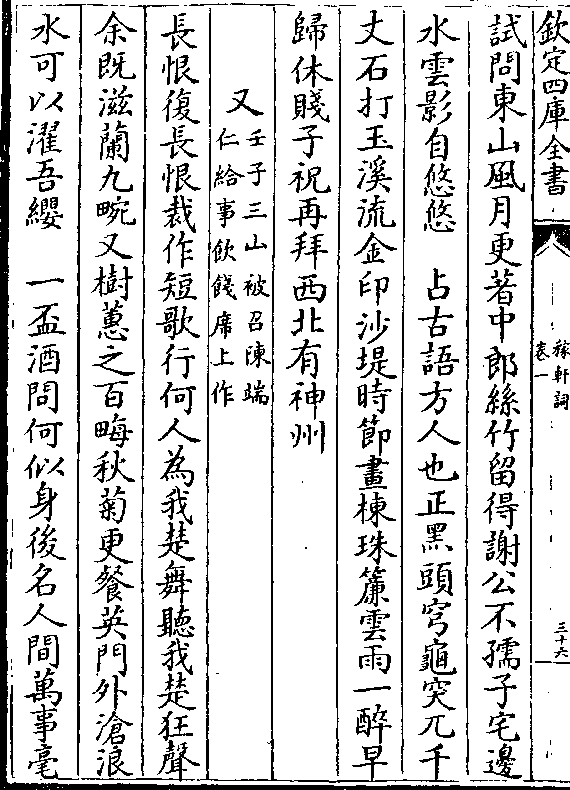 欽定四庫全書
稼軒詞
卷一
三十六
試問東山風月更著中郎絲竹留得謝公不孺子宅邊
水雲影自悠悠　占古語方人也正黑頭穹龜突兀千
丈石打玉溪流金印沙堤時節畫棟珠簾雲雨一醉早
歸休賤子祝再拜西北有神州
又壬子三山被召陳端
仁給事飲餞席上作
長恨復長恨裁作短歌行何人為我楚舞聽我楚狂聲
余既滋蘭九畹又樹蕙之百畮秋菊更餐英門外滄浪
水可以濯吾纓　一盃酒問何似身後名人間萬事毫